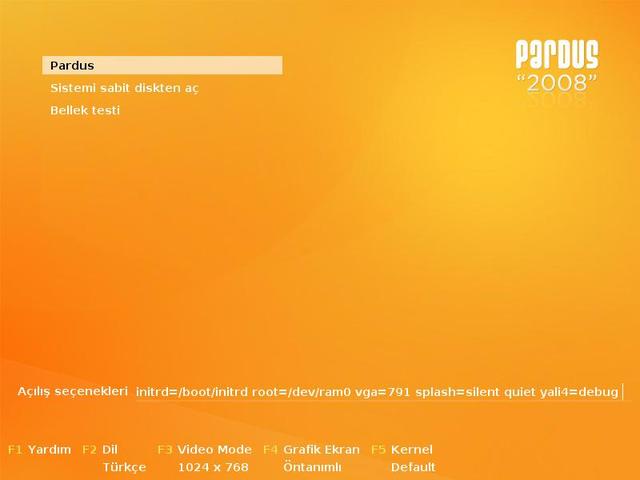 PARDUS
"2008"
Pardus
Sistemi sabit diskten aç
Bellek testi
Açılış seçenekleri initrd=/boot/initrd root=/dev/ram0 vga=791 splash=silent quiet yali4=debug
F1 Yardım F2 Dil F3 Video Mode F4 Grafik Ekran F5 Kernel
Türkçe 1024 x 768 Öntanımlı Default